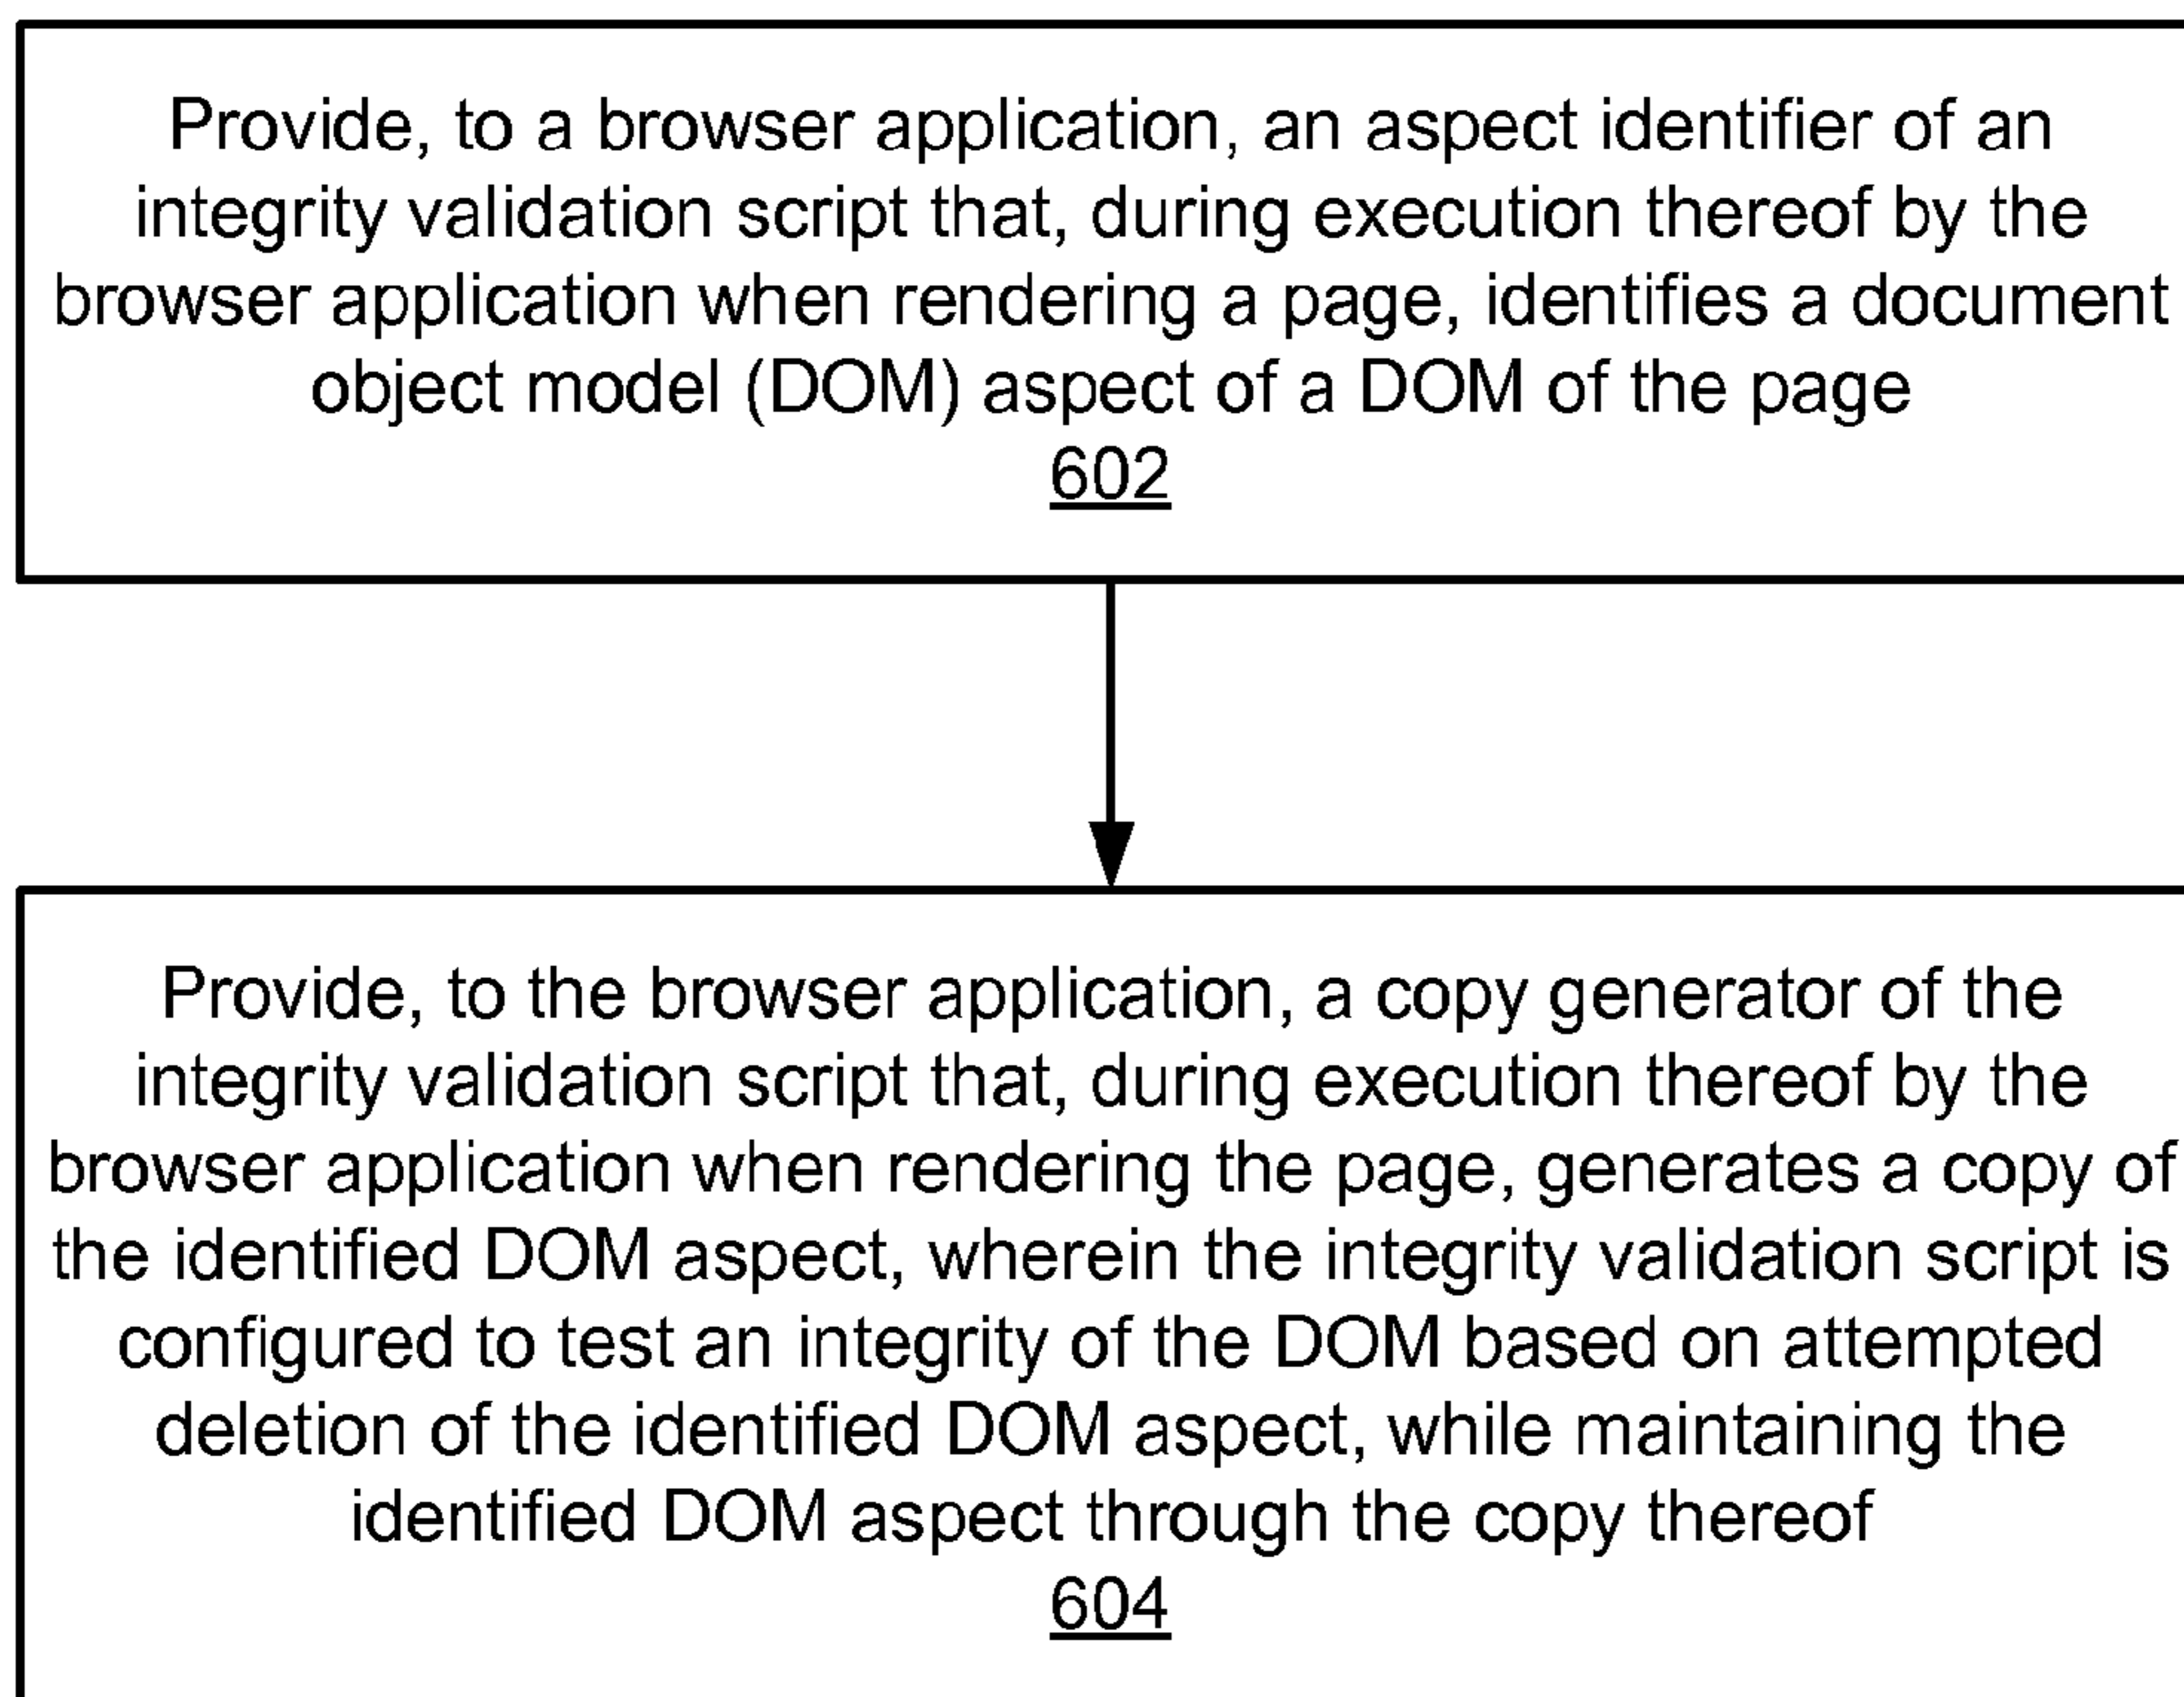 Provide, to a browser application, an aspect identifier of an
integrity validation script that, during execution thereof by the
browser application when rendering a page, identifies a document
object model (DOM) aspect of a DOM of the page
602
Provide, to the browser application, a copy generator of the
integrity validation script that, during execution thereof by the
browser application when rendering the page, generates a copy of
the identified DOM aspect, wherein the integrity validation script is
configured to test an integrity of the DOM based on attempted
deletion of the identified DOM aspect, while maintaining the
identified DOM aspect through the copy thereof
604